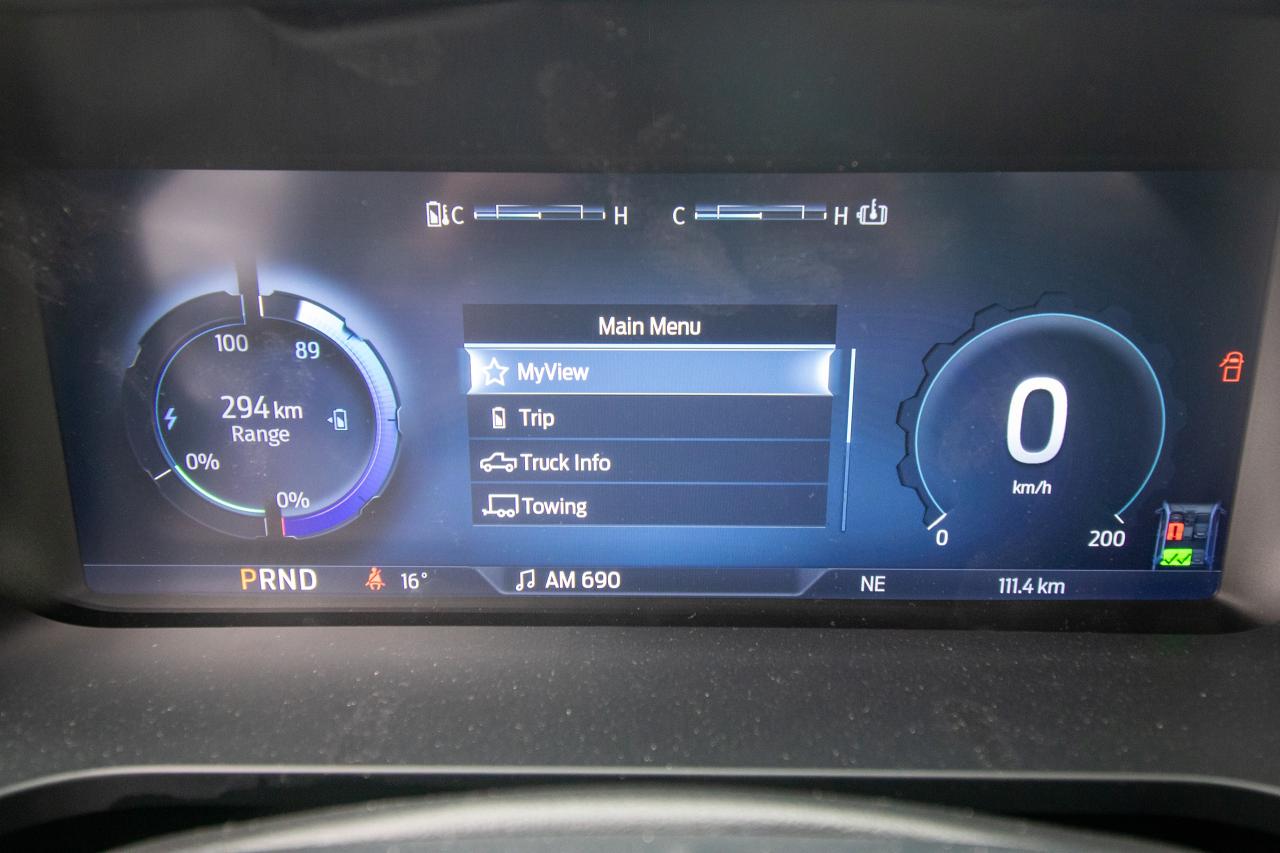 C H C H
100 89
294 km
Range
0%
0%
Main Menu
MyView
Trip
Truck Info
Towing
0
km/h
0 200
PRND 16° AM 690 NE 111.4 km